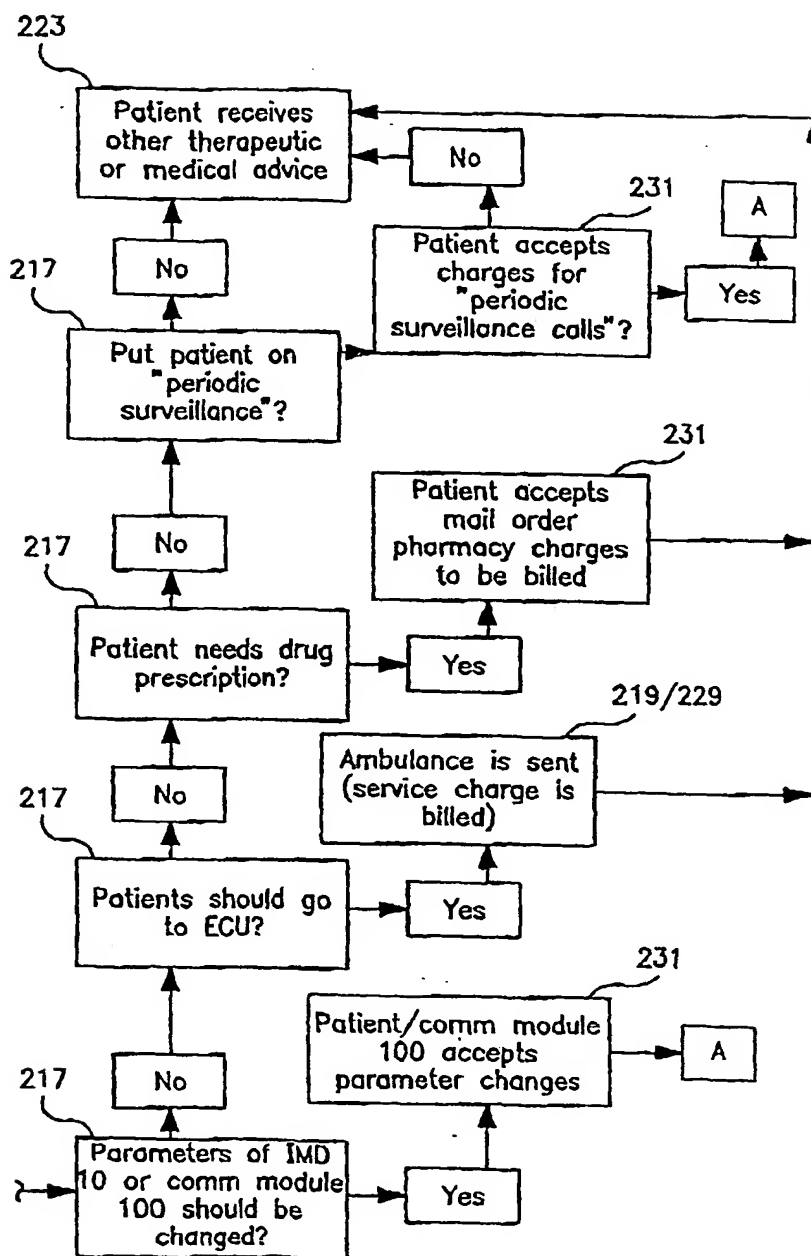 223
Patient receives
other therapeutic
or medical advice
No
231
A
No
Patient accepts
charges for
"periodic
surveillance calls"?
Yes
217
Put patient on
"periodic
surveillance"?
231
Patient accepts
mail order
pharmacy charges
to be billed
No
217
Patient needs drug
prescription?
Yes
219/229
Ambulance is sent
(service charge is
billed)
No
217
Patients should go
to ECU?
Yes
231
Patient/comm module
100 accepts
parameter changes
A
No
217
Parameters of IMD
10 or comm module
100 should be
changed?
Yes